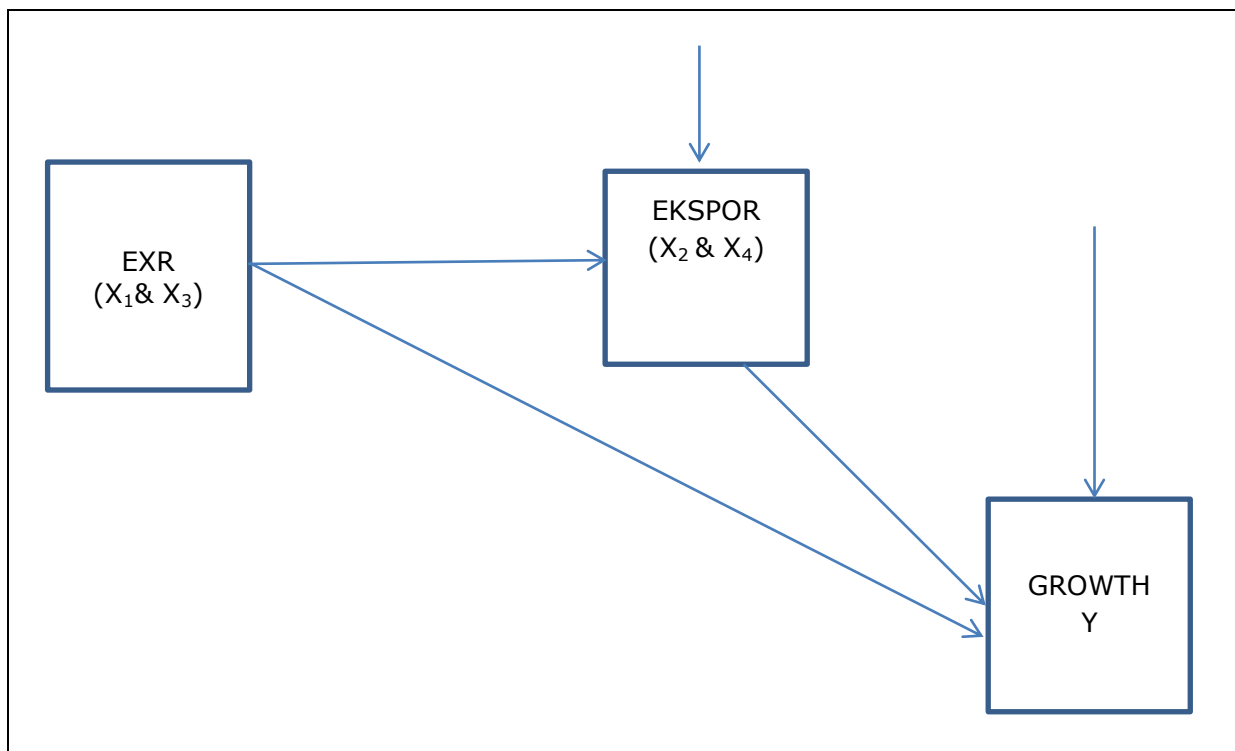 EXR
(X₁& X₃)
EKSPOR
(X₂ & X₄)
GROWTH
Y